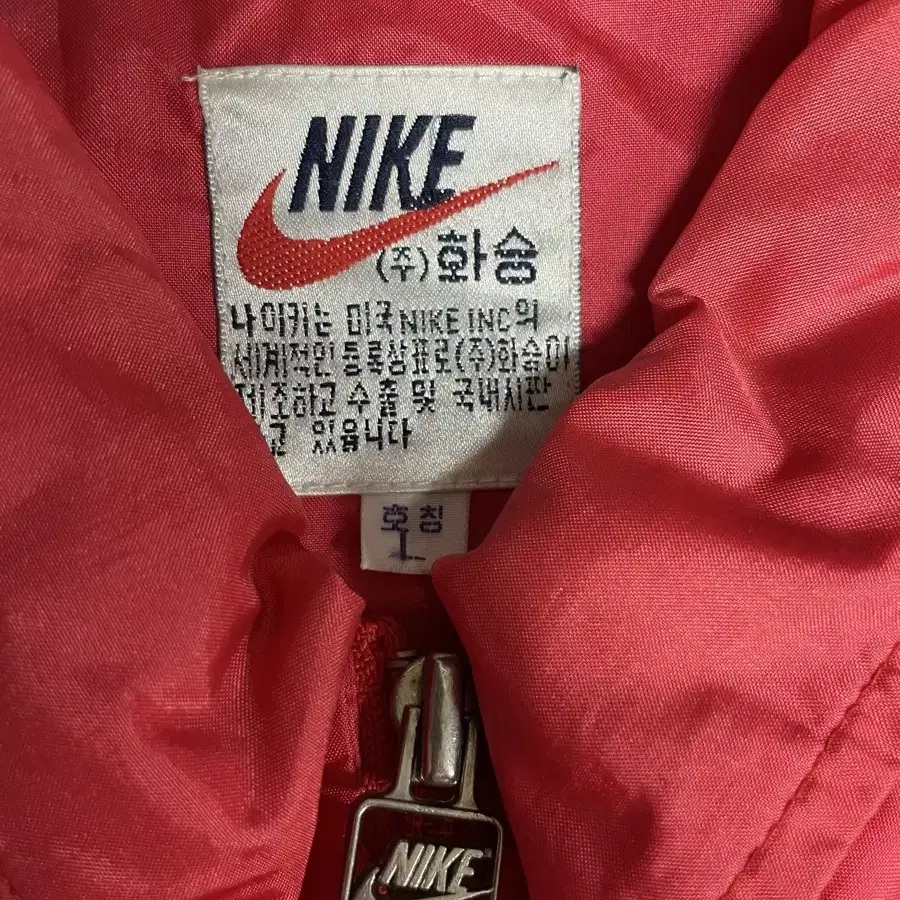 NIKE
(주)화승
나이키는 미국 NIKE INC의
세계적인 등록상표로 (주)화승이
제조하고 수출 및 국내시판
고 있읍니다
호칭
L
NIKE